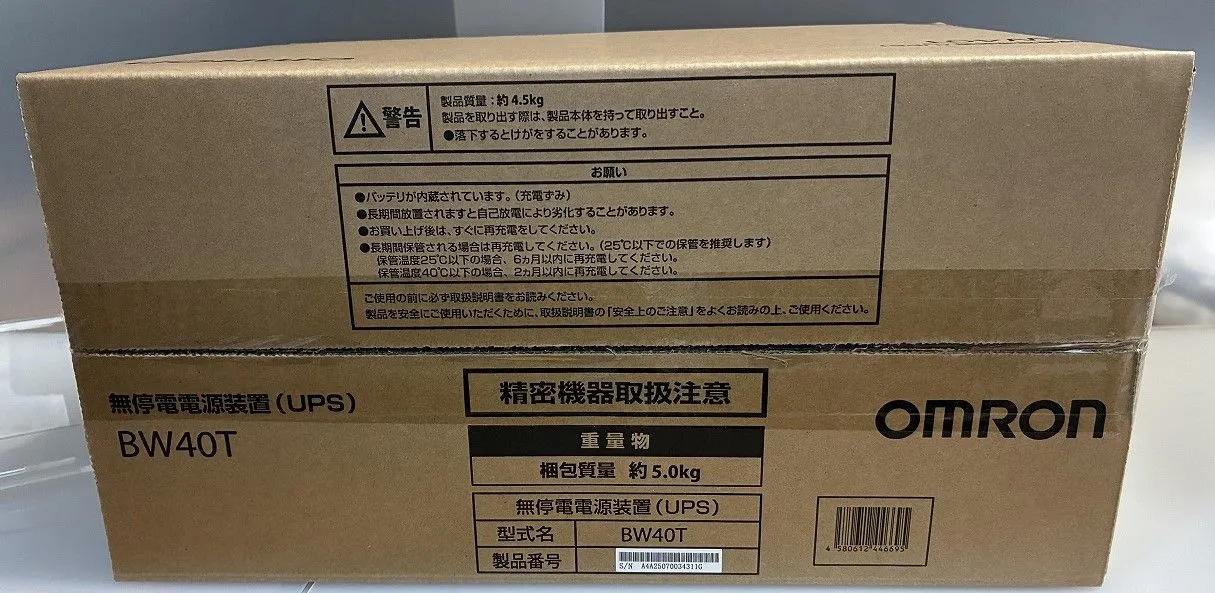 警告
製品質量：約4.5kg
製品を取り出す際は、製品本体を持って取り出すこと。
●落下するとけがをすることがあります。
お願い
●バッテリが内蔵されています。（充電ずみ）
●長期間放置されますと自己放電により劣化することがあります。
●お買い上げ後は、すぐに再充電をしてください。
●長期間保管される場合は再充電してください。（25℃以下での保管を推奨します）
保管温度25℃以下の場合、6ヵ月以内に再充電してください。
保管温度40℃以下の場合、2ヵ月以内に再充電してください。
ご使用の前に必ず取扱説明書をお読みください。
製品を安全にご使用いただくために、取扱説明書の「安全上のご注意」をよくお読みの上、ご使用ください。
無停電電源装置（UPS）
BW40T
精密機器取扱注意
重量物
梱包質量 約5.0kg
無停電電源装置（UPS）
型式名 BW40T
製品番号
S/N A4A25070034311G
OMRON
4 580612 446695